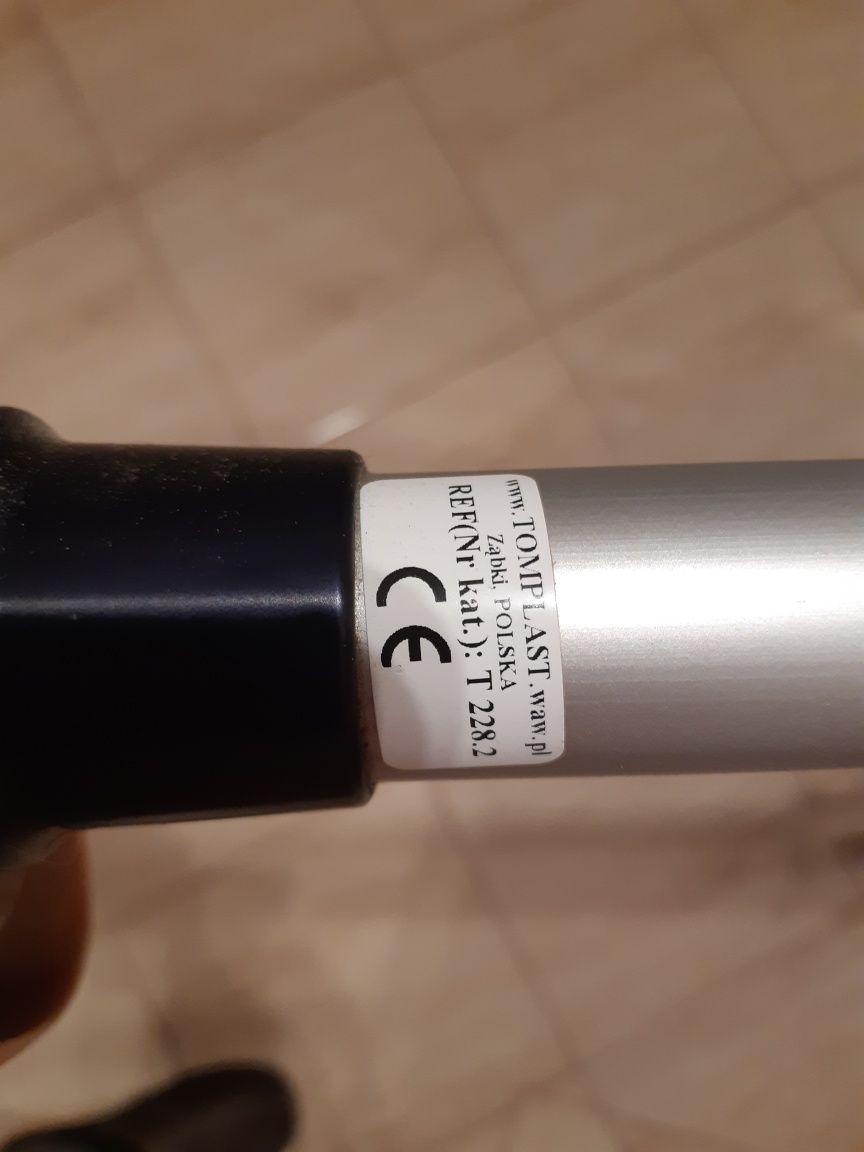 www.TOMPLAST.waw.pl
Ząbki, POLSKA
REF(Nr kat.): T 228.2
CE